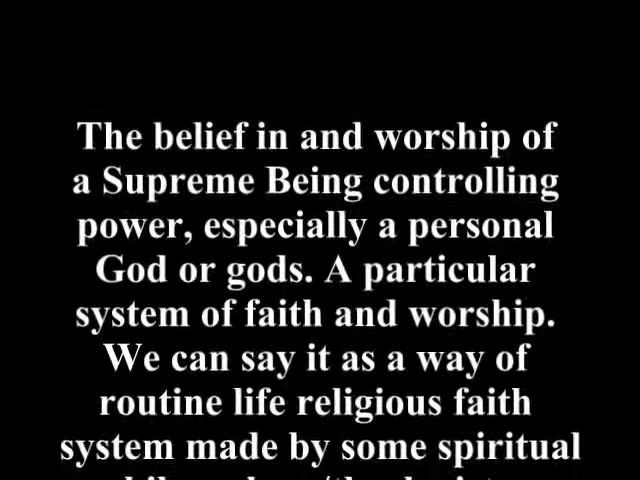 The belief in and worship of
a Supreme Being controlling
power, especially a personal
God or gods. A particular
system of faith and worship.
We can say it as a way of
routine life religious faith
system made by some spiritual